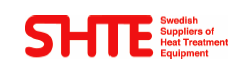 SHTE
Swedish
Suppliers of
Heat Treatment
Equipment